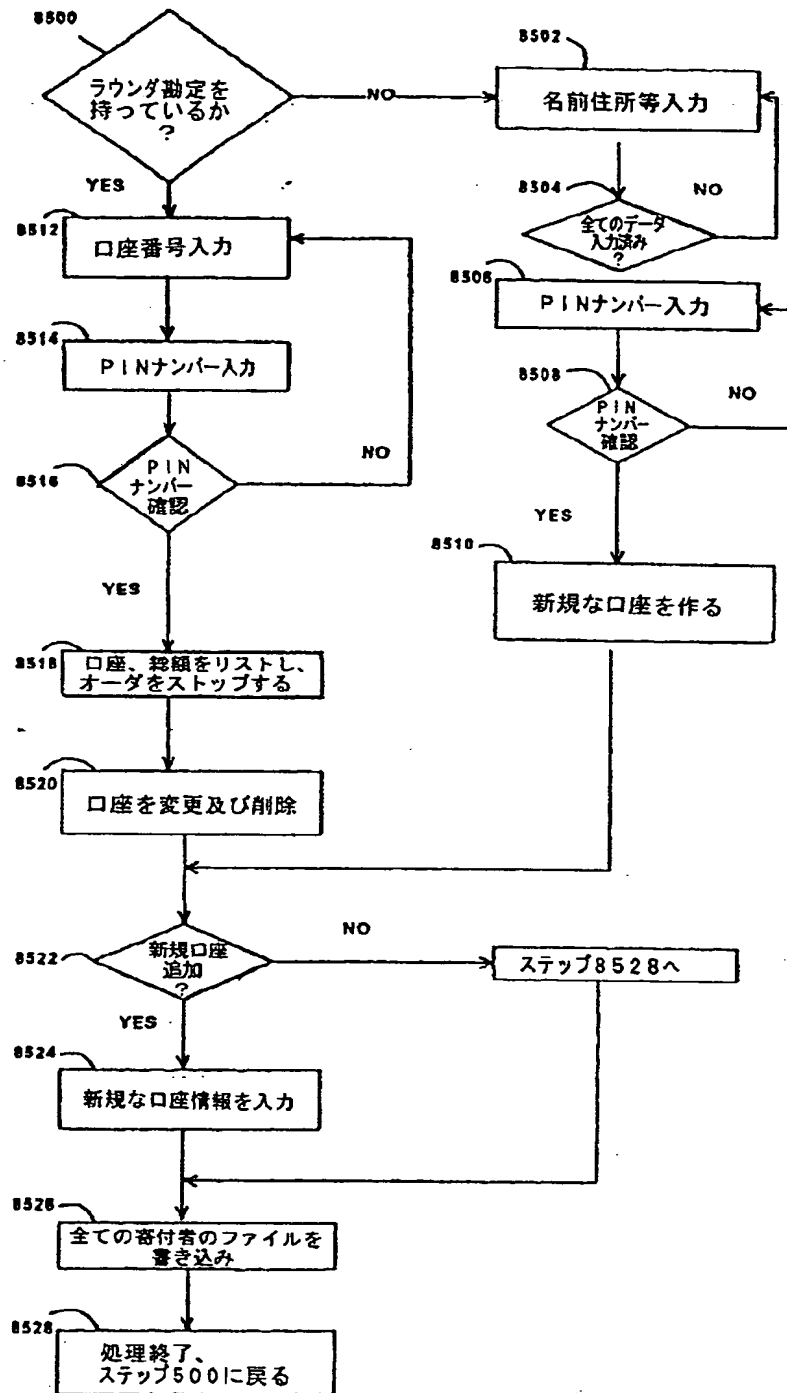 8500
ラウンダ勘定を
持っているか
?
NO
YES
8502
名前住所等入力
8504
全てのデータ
入力済み
?
NO
8506
PINナンバー入力
8508
PIN
ナンバー
確認
NO
YES
8510
新規な口座を作る
8512
口座番号入力
8514
PINナンバー入力
8516
PIN
ナンバー
確認
NO
YES
8518
口座、総額をリストし、
オーダをストップする
8520
口座を変更及び削除
8522
新規口座
追加
?
NO
ステップ8528へ
YES
8524
新規な口座情報を入力
8526
全ての寄付者のファイルを
書き込み
8528
処理終了、
ステップ500に戻る